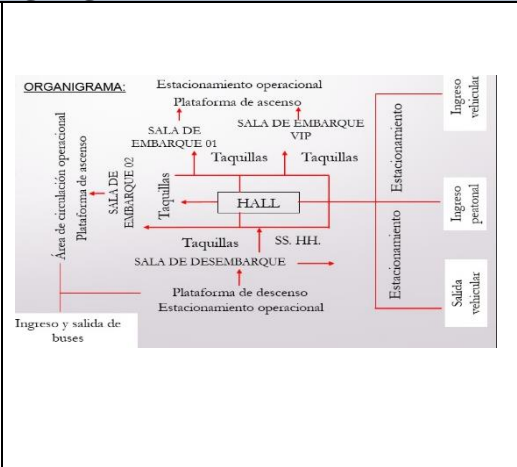 ORGANIGRAMA:
Estacionamiento operacional
Plataforma de ascenso
SALA DE
EMBARQUE 01
SALA DE EMBARQUE
VIP
Taquillas
Taquillas
Área de circulación operacional
Plataforma de ascenso
SALA DE
EMBARQUE 02
Taquillas
HALL
Taquillas
SS. HH.
SALA DE DESEMBARQUE
Plataforma de descenso
Estacionamiento operacional
Ingreso y salida de
buses
Estacionamiento
Estacionamiento
Ingreso
vehicular
Ingreso
peatonal
Salida
vehicular